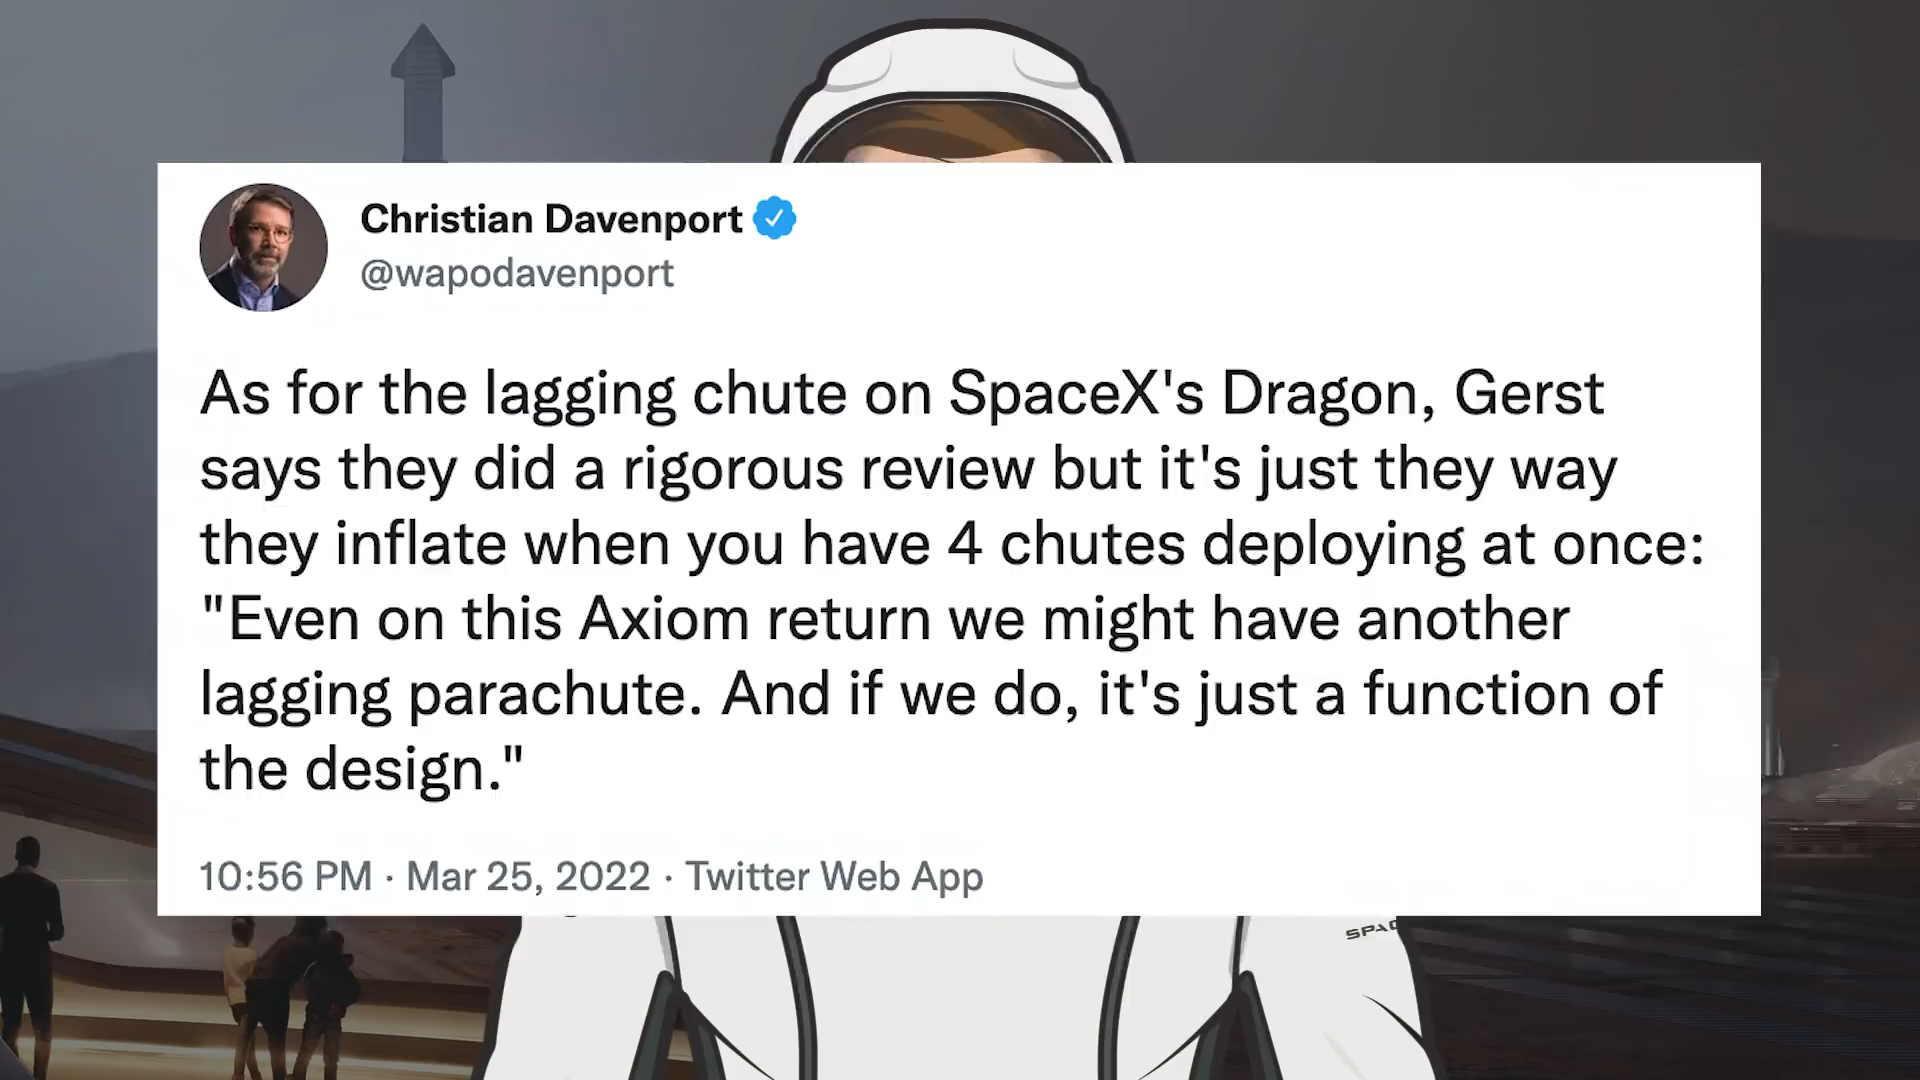 Christian Davenport
@wapodavenport
As for the lagging chute on SpaceX's Dragon, Gerst
says they did a rigorous review but it's just they way
they inflate when you have 4 chutes deploying at once:
"Even on this Axiom return we might have another
lagging parachute. And if we do, it's just a function of
the design."
10:56 PM · Mar 25, 2022 · Twitter Web App
SPAC